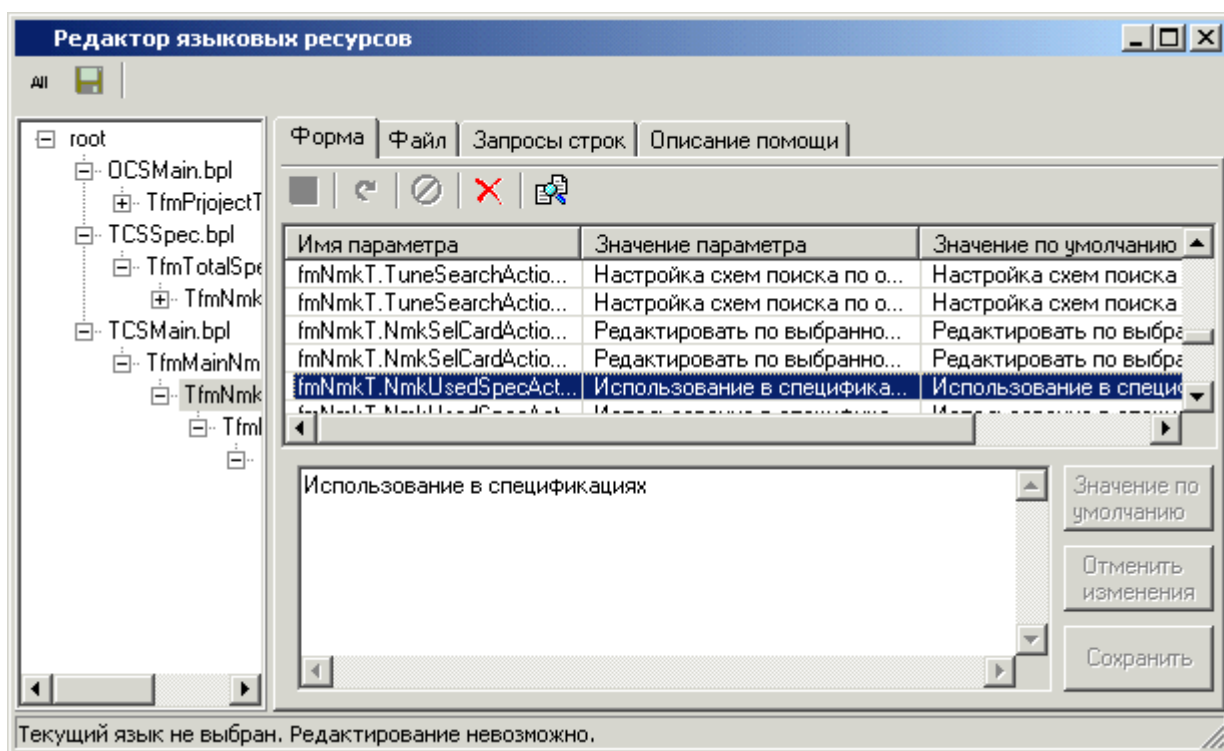 Редактор языковых ресурсов
All
root
OCSMain.bpl
TfmPrjojectT
TCSSpec.bpl
TfmTotalSpe
TfmNmk
TCSMain.bpl
TfmMainNm
TfmNmk
Tfml
Форма Файл Запросы строк Описание помощи
Имя параметра Значение параметра Значение по умолчанию
fmNmkT.TuneSearchActio... Настройка схем поиска по о... Настройка схем поиска
fmNmkT.TuneSearchActio... Настройка схем поиска по о... Настройка схем поиска
fmNmkT.NmkSelCardActio... Редактировать по выбранно... Редактировать по выбра
fmNmkT.NmkSelCardActio... Редактировать по выбранно... Редактировать по выбра
fmNmkT.NmkUsedSpecAct... Использование в специфика... Использование в специф
Использование в спецификациях
Значение по
умолчанию
Отменить
изменения
Сохранить
Текущий язык не выбран. Редактирование невозможно.